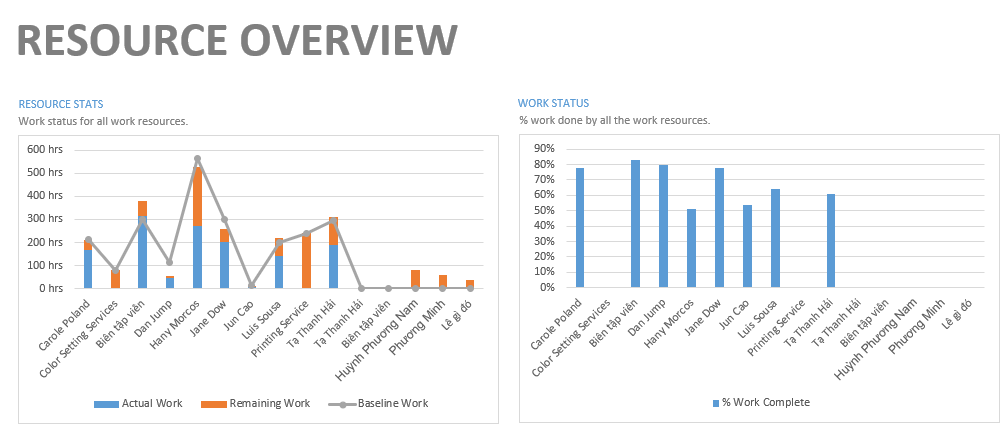 RESOURCE OVERVIEW
RESOURCE STATS
Work status for all work resources.
600 hrs
500 hrs
400 hrs
300 hrs
200 hrs
100 hrs
0 hrs
Carole Poland
Color Setting Services
Biên tập viên
Dan Jump
Hany Morcos
Jane Dow
Jun Cao
Luis Sousa
Printing Service
Tạ Thanh Hải
Tạ Thanh Hải
Biên tập viên
Huỳnh Phương Nam
Phương Minh
Lê gì đó
Actual Work
Remaining Work
Baseline Work
WORK STATUS
% work done by all the work resources.
90%
80%
70%
60%
50%
40%
30%
20%
10%
0%
Carole Poland
Color Setting Services
Biên tập viên
Dan Jump
Hany Morcos
Jane Dow
Jun Cao
Luis Sousa
Printing Service
Tạ Thanh Hải
Tạ Thanh Hải
Biên tập viên
Huỳnh Phương Nam
Phương Minh
Lê gì đó
% Work Complete